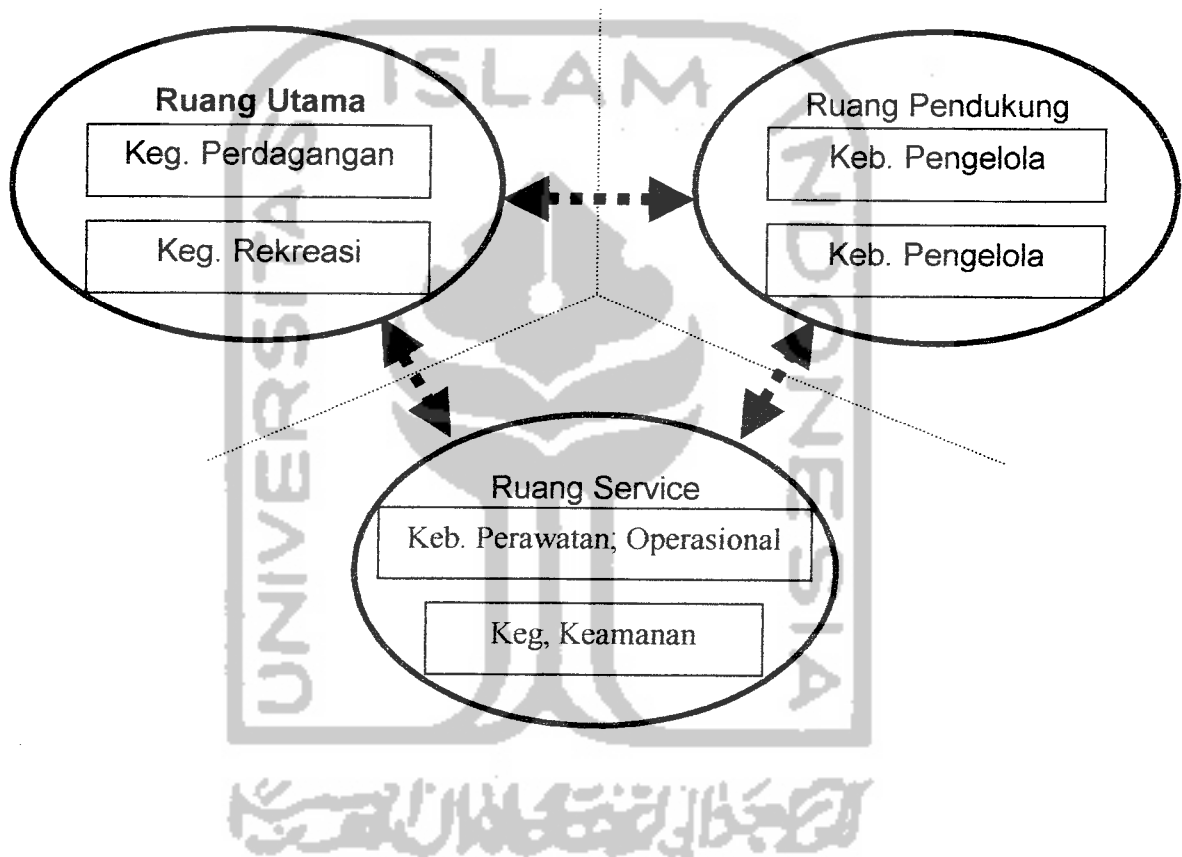 Ruang Utama
Keg. Perdagangan
Keg. Rekreasi
Ruang Pendukung
Keb. Pengelola
Keb. Pengelola
Ruang Service
Keb. Perawatan; Operasional
Keg, Keamanan
UNIVERSITAS
ISLAM
INDONESIA